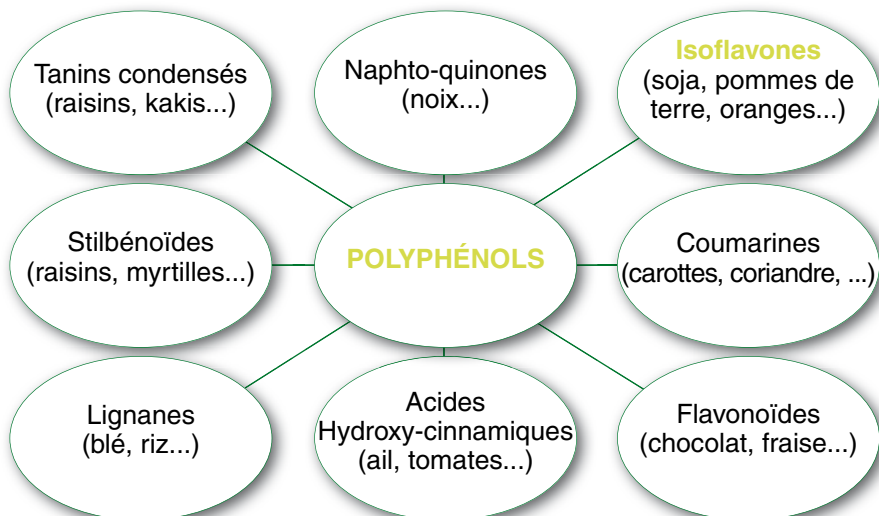 Tanins condensés
(raisins, kakis...)
Naphto-quinones
(noix...)
Isoflavones
(soja, pommes de
terre, oranges...)
Stilbénoïdes
(raisins, myrtilles...)
POLYPHÉNOLS
Coumarines
(carottes, coriandre, ...)
Lignanes
(blé, riz...)
Acides
Hydroxy-cinnamiques
(ail, tomates...)
Flavonoïdes
(chocolat, fraise...)